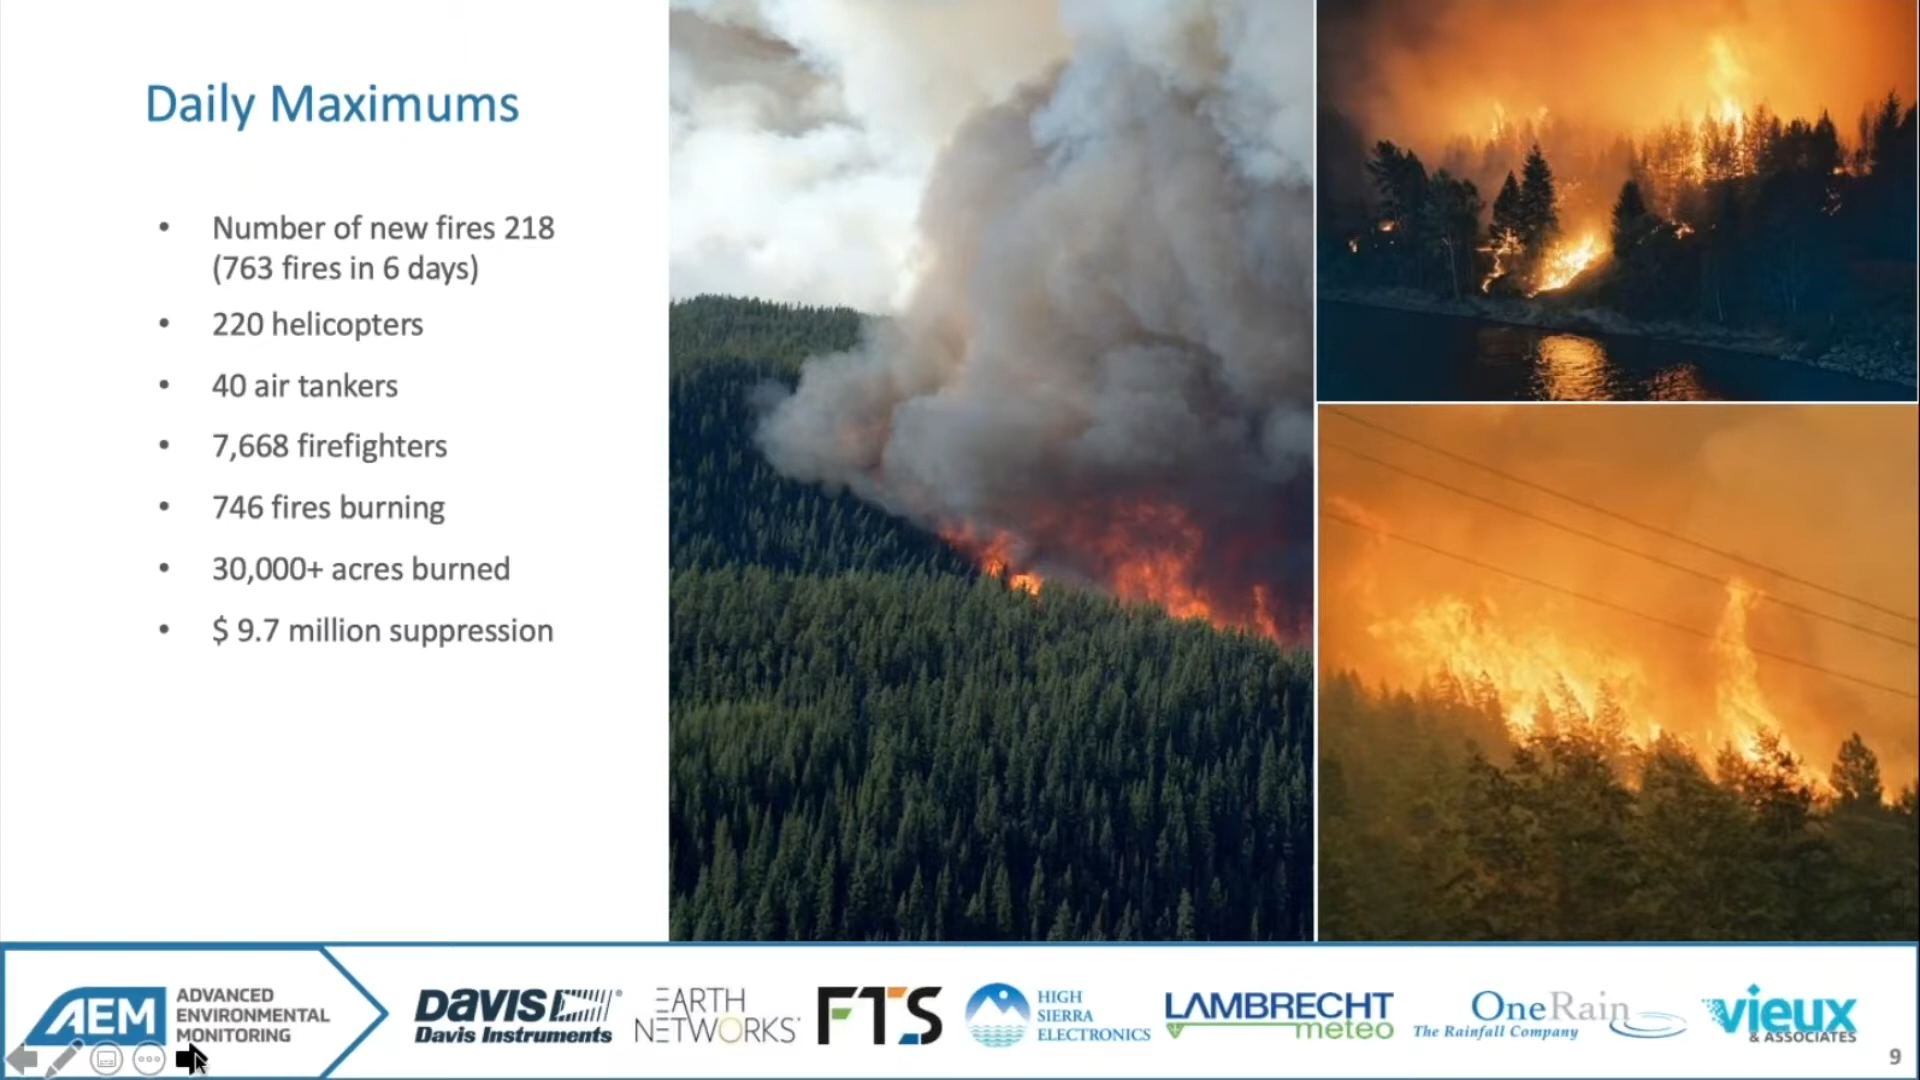 Daily Maximums
• Number of new fires 218
(763 fires in 6 days)
• 220 helicopters
• 40 air tankers
• 7,668 firefighters
• 746 fires burning
• 30,000+ acres burned
• $ 9.7 million suppression
AEM
ADVANCED
ENVIRONMENTAL
MONITORING
DAVIS
Davis Instruments
EARTH
NETWORKS
FTS
HIGH
SIERRA
ELECTRONICS
LAMBRECHT
meteo
OneRain
The Rainfall Company
vieux
& ASSOCIATES
9